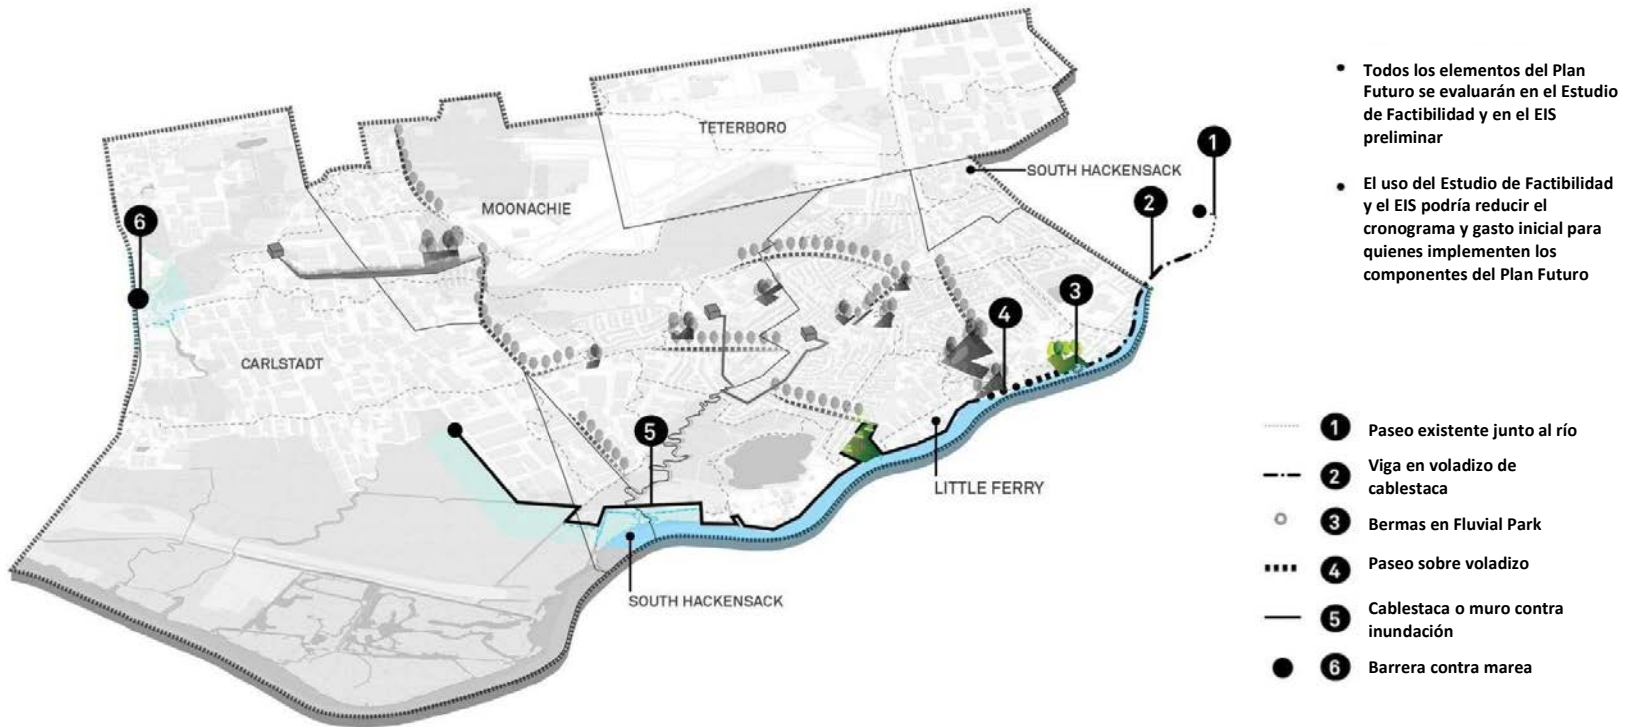 TETERBORO
SOUTH HACKENSACK
MOONACHIE
CARLSTADT
LITTLE FERRY
SOUTH HACKENSACK
1
2
3
4
5
6
• Todos los elementos del Plan
Futuro se evaluarán en el Estudio
de Factibilidad y en el EIS
preliminar
• El uso del Estudio de Factibilidad
y el EIS podría reducir el
cronograma y gasto inicial para
quienes implementen los
componentes del Plan Futuro
1 Paseo existente junto al río
2 Viga en voladizo de
cablestaca
3 Bermas en Fluvial Park
4 Paseo sobre voladizo
5 Cablestaca o muro contra
inundación
6 Barrera contra marea